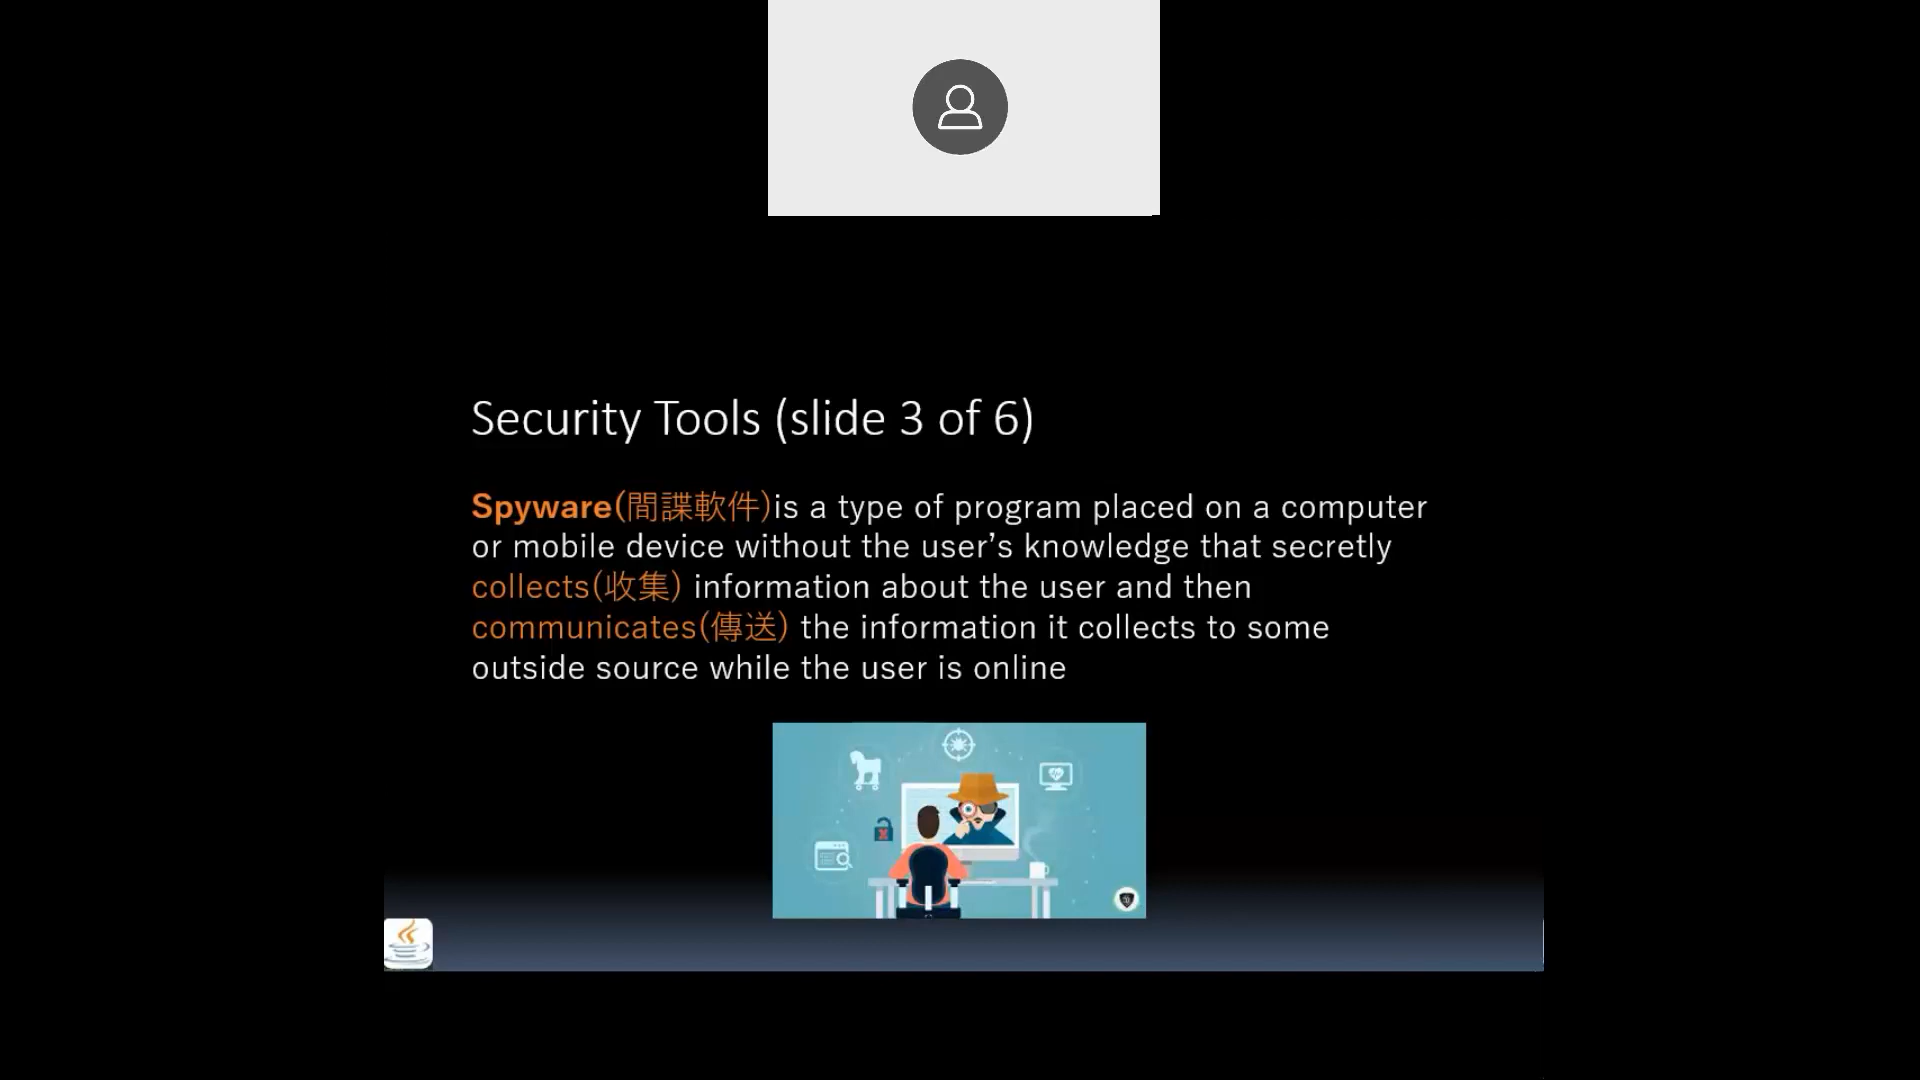 Security Tools (slide 3 of 6)
Spyware(間諜軟件)is a type of program placed on a computer
or mobile device without the user’s knowledge that secretly
collects(收集) information about the user and then
communicates(傳送) the information it collects to some
outside source while the user is online